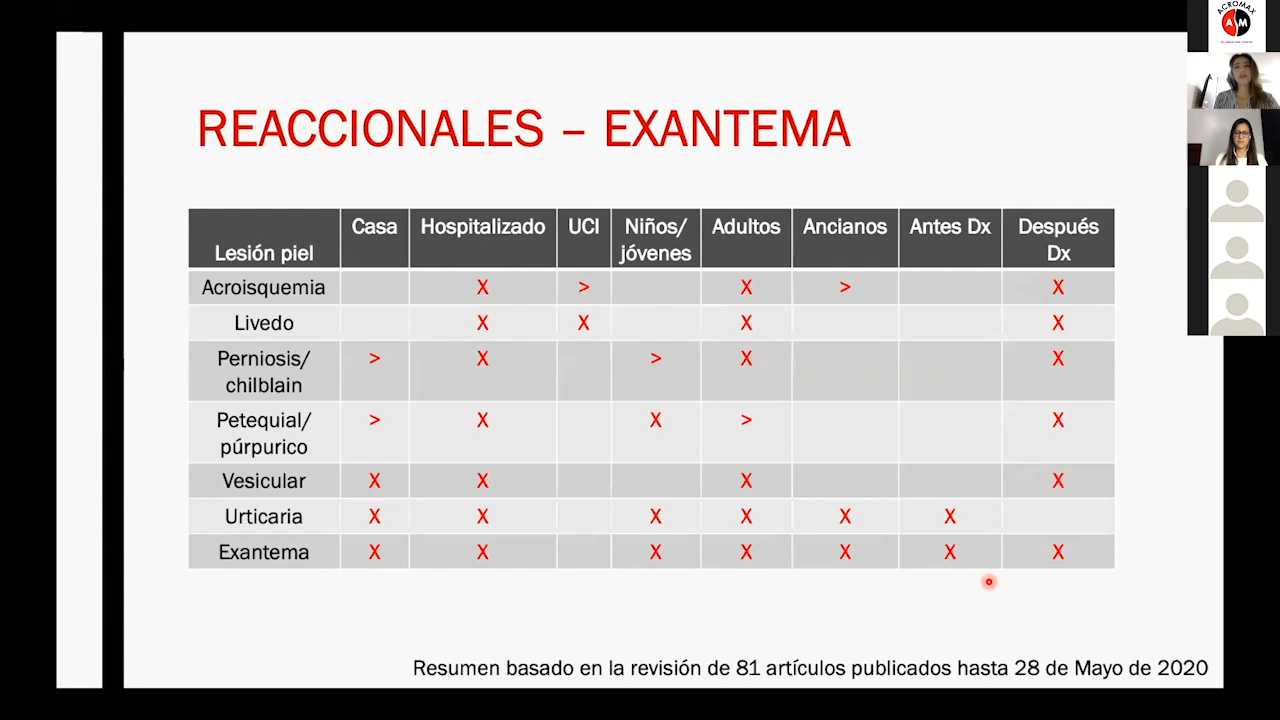 ACROMAX
AM
REACCIONALES – EXANTEMA
Lesión piel Casa Hospitalizado UCI Niños/ jóvenes Adultos Ancianos Antes Dx Después Dx
Acroisquemia X > X > X
Livedo X X X X
Perniosis/ chilblain > X > X X
Petequial/ púrpurico > X X > X
Vesicular X X X X
Urticaria X X X X X X
Exantema X X X X X X X
Resumen basado en la revisión de 81 artículos publicados hasta 28 de Mayo de 2020